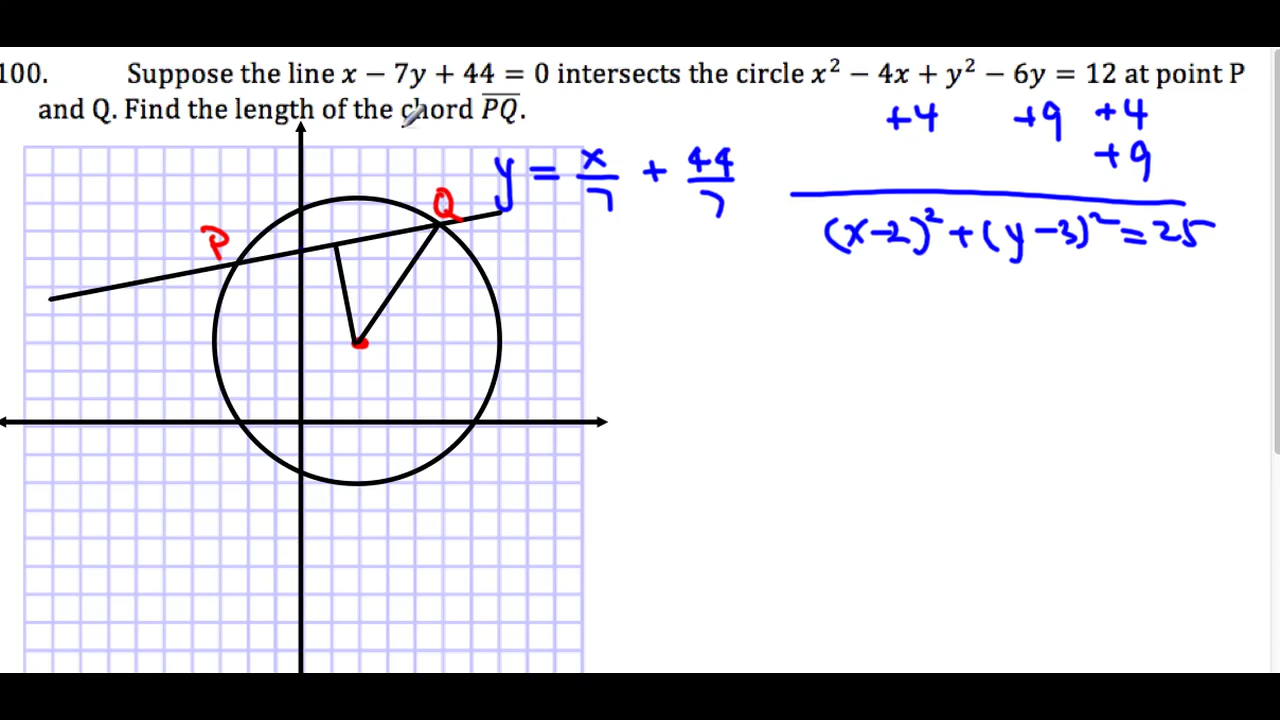 100. Suppose the line x − 7y + 44 = 0 intersects the circle x² − 4x + y² − 6y = 12 at point P
and Q. Find the length of the chord P̅Q̅.
+4 +9 +4
+9
y = x/7 + 44/7
(x−2)² + (y−3)² = 25
P
Q